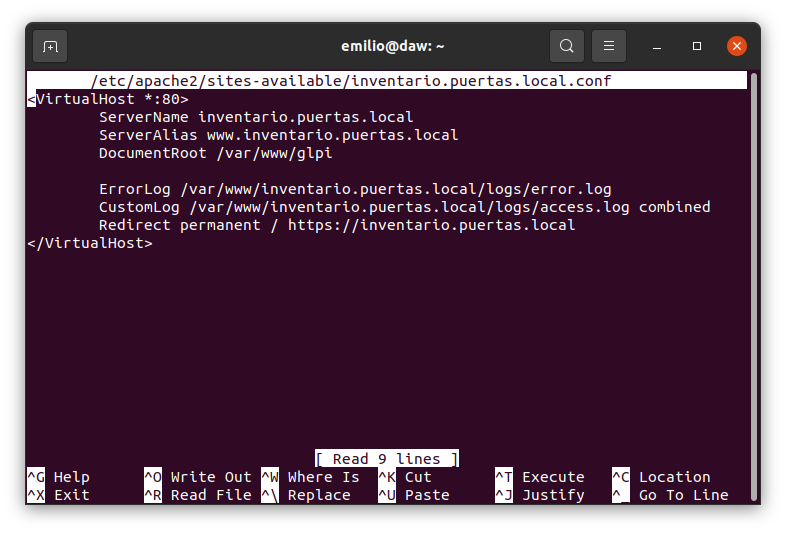 emilio@daw: ~
/etc/apache2/sites-available/inventario.puertas.local.conf
<VirtualHost *:80>
ServerName inventario.puertas.local
ServerAlias www.inventario.puertas.local
DocumentRoot /var/www/glpi
ErrorLog /var/www/inventario.puertas.local/logs/error.log
CustomLog /var/www/inventario.puertas.local/logs/access.log combined
Redirect permanent / https://inventario.puertas.local
</VirtualHost>
[ Read 9 lines ]
^G Help ^O Write Out ^W Where Is ^K Cut ^T Execute ^C Location
^X Exit ^R Read File ^\ Replace ^U Paste ^J Justify ^_ Go To Line